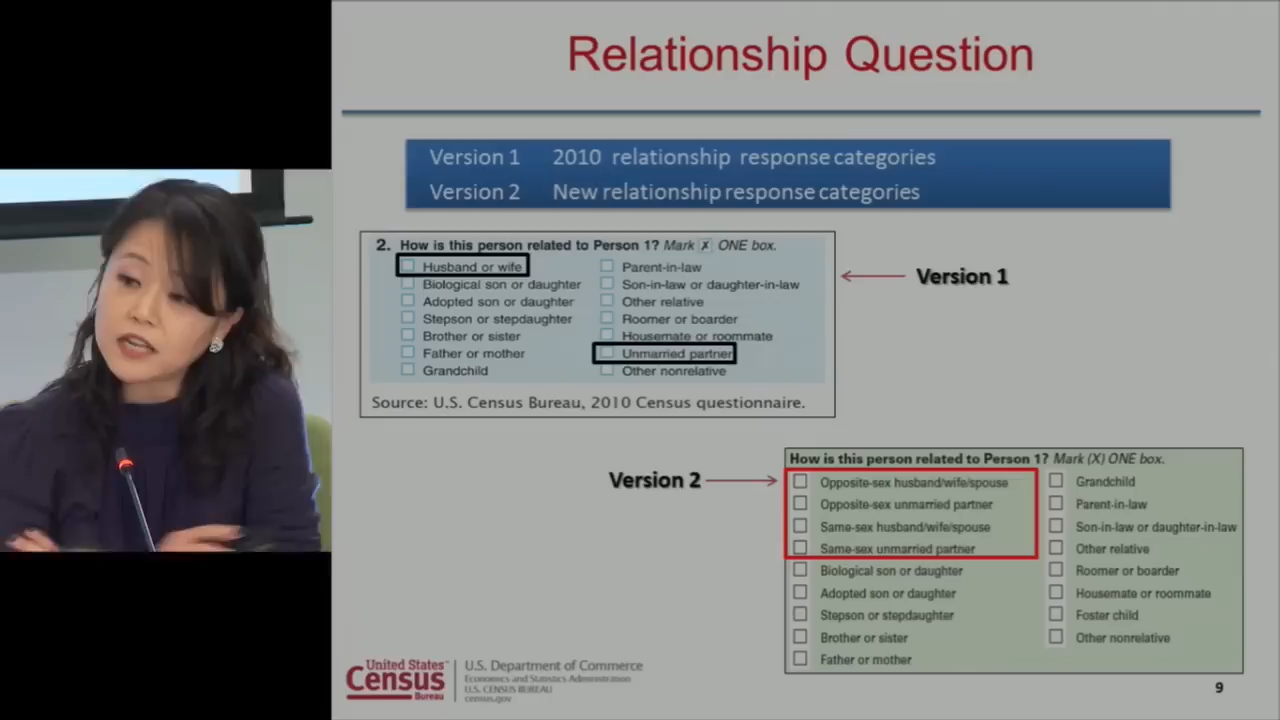 Relationship Question
Version 1 2010 relationship response categories
Version 2 New relationship response categories
2. How is this person related to Person 1? Mark X ONE box.
Husband or wife
Biological son or daughter
Adopted son or daughter
Stepson or stepdaughter
Brother or sister
Father or mother
Grandchild
Parent-in-law
Son-in-law or daughter-in-law
Other relative
Roomer or boarder
Housemate or roommate
Unmarried partner
Other nonrelative
Source: U.S. Census Bureau, 2010 Census questionnaire.
Version 1
Version 2
How is this person related to Person 1? Mark (X) ONE box.
Opposite-sex husband/wife/spouse
Opposite-sex unmarried partner
Same-sex husband/wife/spouse
Same-sex unmarried partner
Biological son or daughter
Adopted son or daughter
Stepson or stepdaughter
Brother or sister
Father or mother
Grandchild
Parent-in-law
Son-in-law or daughter-in-law
Other relative
Roomer or boarder
Housemate or roommate
Foster child
Other nonrelative
United States
Census
Bureau
U.S. Department of Commerce
Economics and Statistics Administration
U.S. CENSUS BUREAU
census.gov
9